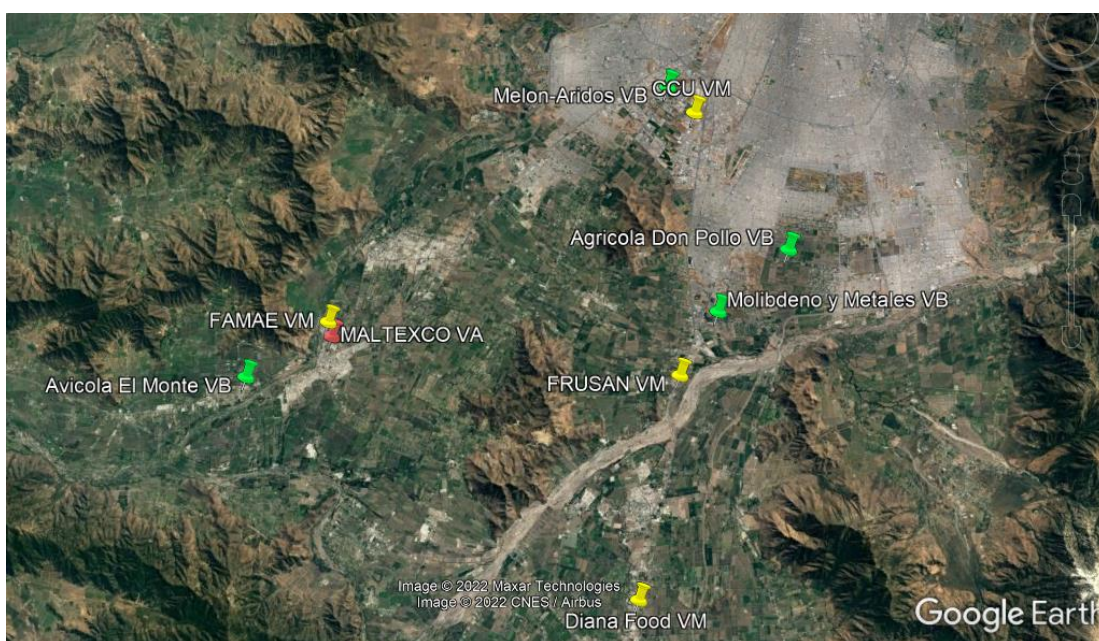 CCU VM
Melon-Aridos VB
Agricola Don Pollo VB
Molibdeno y Metales VB
FAMAE VM
MALTEXCO VA
Avicola El Monte VB
FRUSAN VM
Image © 2022 Maxar Technologies
Image © 2022 CNES / Airbus
Diana Food VM
Google Earth